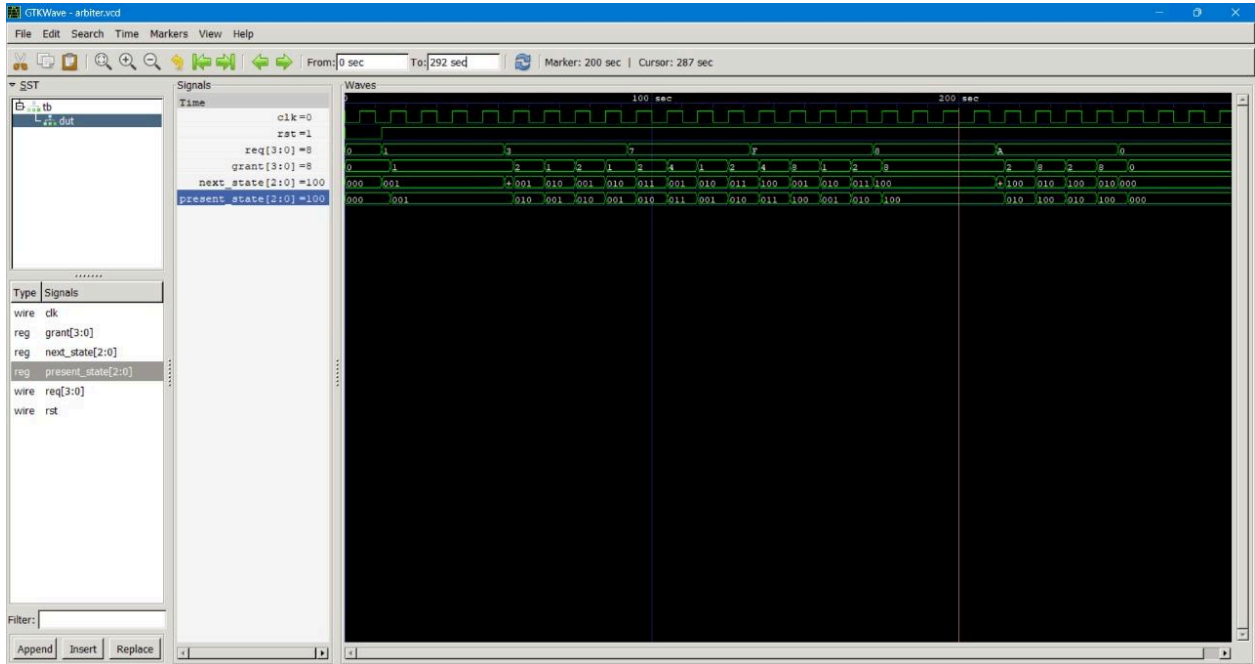 GTKWave - arbiter.vcd
File Edit Search Time Markers View Help
From: 0 sec To: 292 sec Marker: 200 sec | Cursor: 287 sec
SST
tb
dut
Type Signals
wire clk
reg grant[3:0]
reg next_state[2:0]
reg present_state[2:0]
wire req[3:0]
wire rst
Filter:
Append Insert Replace
Signals
Time
clk=0
rst=1
req[3:0]=8
grant[3:0]=8
next_state[2:0]=100
present_state[2:0]=100
Waves
100 sec 200 sec
0 1 3 7 F 8 A 0
0 1 2 1 2 1 2 4 1 2 4 8 1 2 8 2 8 2 8 0
000 001 + 001 010 001 010 011 001 010 011 100 001 010 011 100 + 100 010 100 010 000
000 001 010 001 010 001 010 011 001 010 011 100 001 010 100 010 100 010 100 000